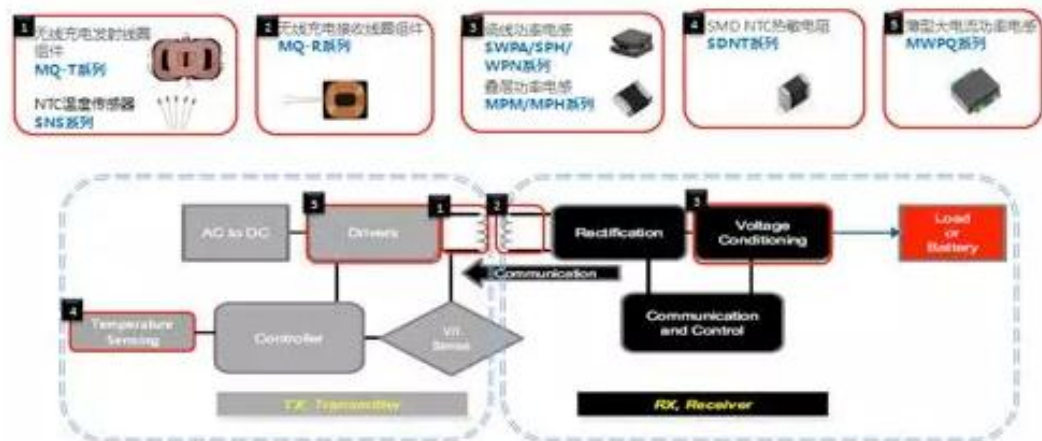 1
无线充电发射线圈
组件
MQ-T系列
NTC温度传感器
SNS系列
2
无线充电接收线圈组件
MQ-R系列
3
绕线功率电感
SWPA/SPH/
WPN系列
叠层功率电感
MPM/MPH系列
4
SMD NTC热敏电阻
SDNT系列
5
薄型大电流功率电感
MWPQ系列
AC to DC
5
Drivers
1
2
Rectification
3
Voltage
Conditioning
Load
or
Battery
Communication
4
Temperature
Sensing
Controller
V/I
Sense
Communication
and Control
TX, Transmitter
RX, Receiver